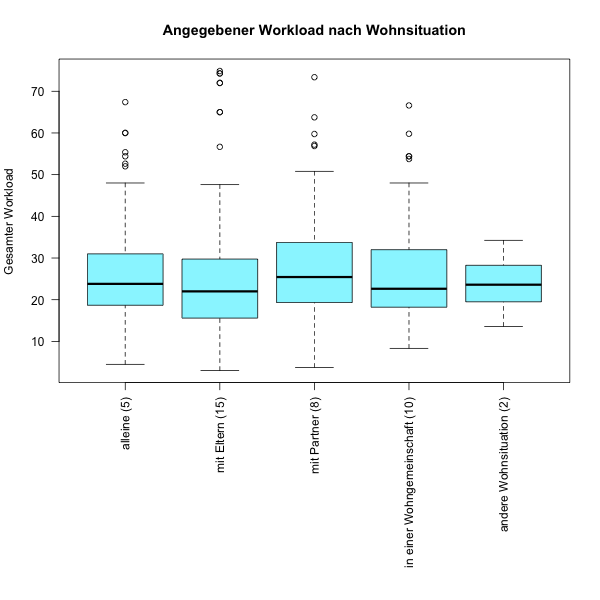 Angegebener Workload nach Wohnsituation
Gesamter Workload
70
60
50
40
30
20
10
alleine (5)
mit Eltern (15)
mit Partner (8)
in einer Wohngemeinschaft (10)
andere Wohnsituation (2)